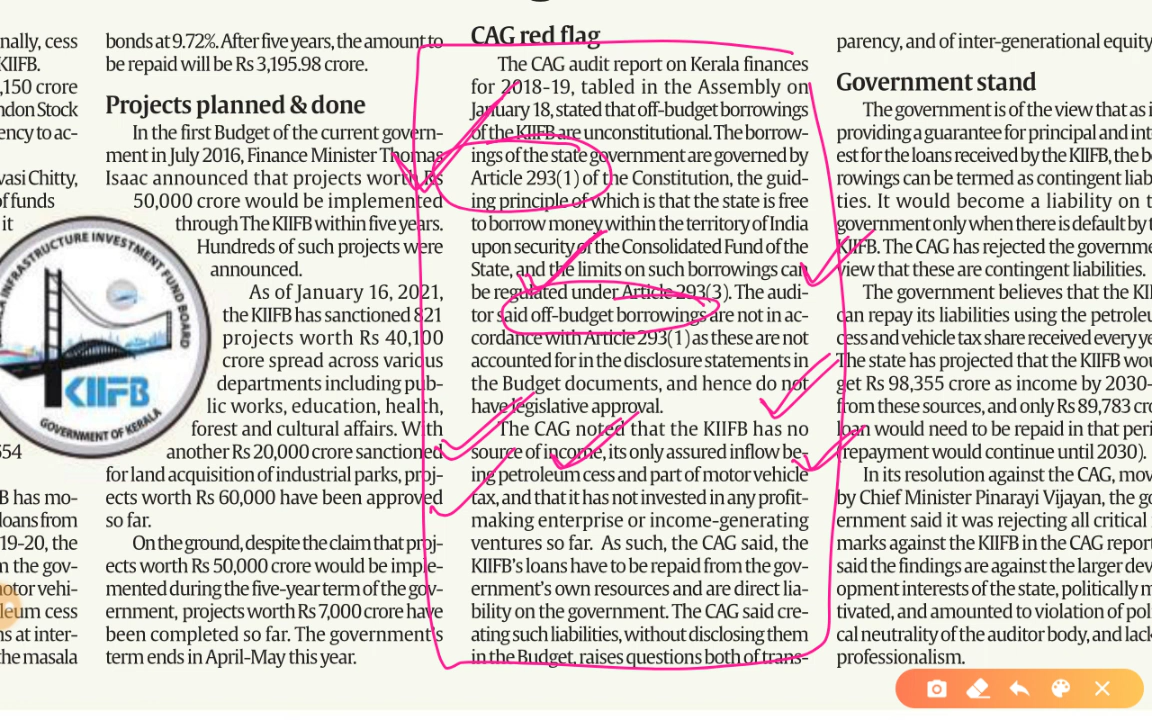 nally, cess
KIIFB.
,150 crore
ndon Stock
ency to ac-
vasi Chitty,
of funds
it
554
B has mo-
loans from
19-20, the
m the gov-
notor vehi-
leum cess
ns at inter-
the masala
bonds at 9.72%. After five years, the amount to
be repaid will be Rs 3,195.98 crore.
Projects planned & done
In the first Budget of the current govern-
ment in July 2016, Finance Minister Thomas
Isaac announced that projects worth Rs
50,000 crore would be implemented
through The KIIFB within five years.
Hundreds of such projects were
announced.
As of January 16, 2021,
the KIIFB has sanctioned 821
projects worth Rs 40,100
crore spread across various
departments including pub-
lic works, education, health,
forest and cultural affairs. With
another Rs 20,000 crore sanctioned
for land acquisition of industrial parks, proj-
ects worth Rs 60,000 have been approved
so far.
On the ground, despite the claim that proj-
ects worth Rs 50,000 crore would be imple-
mented during the five-year term of the gov-
ernment, projects worth Rs 7,000 crore have
been completed so far. The government's
term ends in April-May this year.
INFRASTRUCTURE INVESTMENT FUND BOARD
KIIFB
GOVERNMENT OF KERALA
CAG red flag
The CAG audit report on Kerala finances
for 2018-19, tabled in the Assembly on
January 18, stated that off-budget borrowings
of the KIIFB are unconstitutional. The borrow-
ings of the state government are governed by
Article 293(1) of the Constitution, the guid-
ing principle of which is that the state is free
to borrow money within the territory of India
upon security of the Consolidated Fund of the
State, and the limits on such borrowings can
be regulated under Article 293(3). The audi-
tor said off-budget borrowings are not in ac-
cordance with Article 293(1) as these are not
accounted for in the disclosure statements in
the Budget documents, and hence do not
have legislative approval.
The CAG noted that the KIIFB has no
source of income, its only assured inflow be-
ing petroleum cess and part of motor vehicle
tax, and that it has not invested in any profit-
making enterprise or income-generating
ventures so far. As such, the CAG said, the
KIIFB's loans have to be repaid from the gov-
ernment's own resources and are direct lia-
bility on the government. The CAG said cre-
ating such liabilities, without disclosing them
in the Budget, raises questions both of trans-
parency, and of inter-generational equity
Government stand
The government is of the view that as i
providing a guarantee for principal and int
est for the loans received by the KIIFB, the b
rowings can be termed as contingent liab
ties. It would become a liability on t
government only when there is default by t
KIIFB. The CAG has rejected the governme
view that these are contingent liabilities.
The government believes that the KII
can repay its liabilities using the petroleu
cess and vehicle tax share received every ye
The state has projected that the KIIFB wou
get Rs 98,355 crore as income by 2030-
from these sources, and only Rs 89,783 cro
loan would need to be repaid in that peri
(repayment would continue until 2030).
In its resolution against the CAG, mov
by Chief Minister Pinarayi Vijayan, the go
ernment said it was rejecting all critical
marks against the KIIFB in the CAG report
said the findings are against the larger dev
opment interests of the state, politically m
tivated, and amounted to violation of pol
cal neutrality of the auditor body, and lack
professionalism.